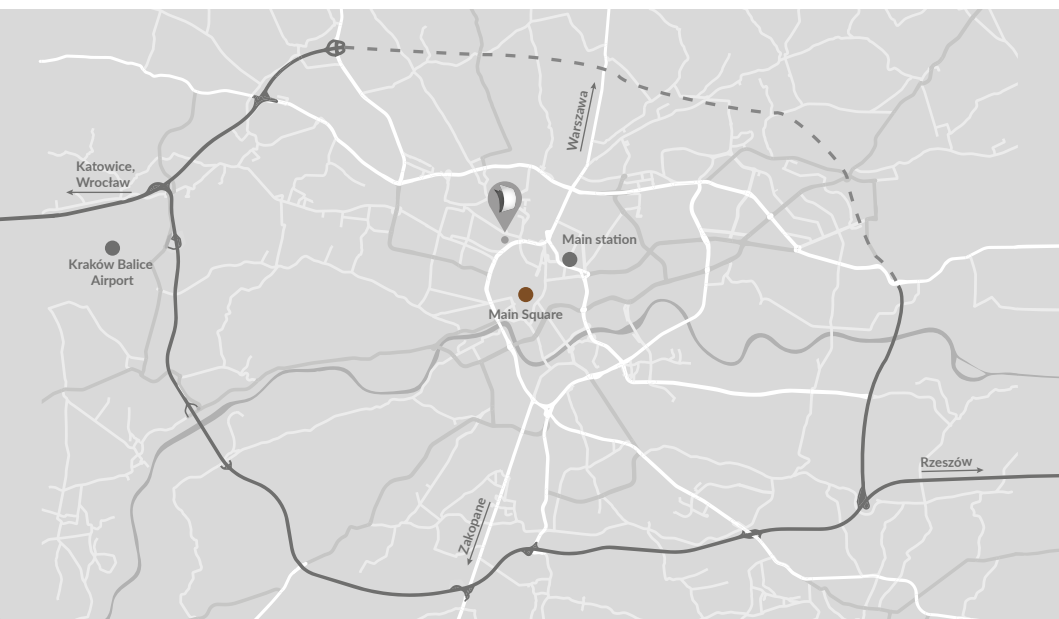 Warszawa
Katowice,
Wrocław
Kraków Balice
Airport
Main station
Main Square
Rzeszów
Zakopane